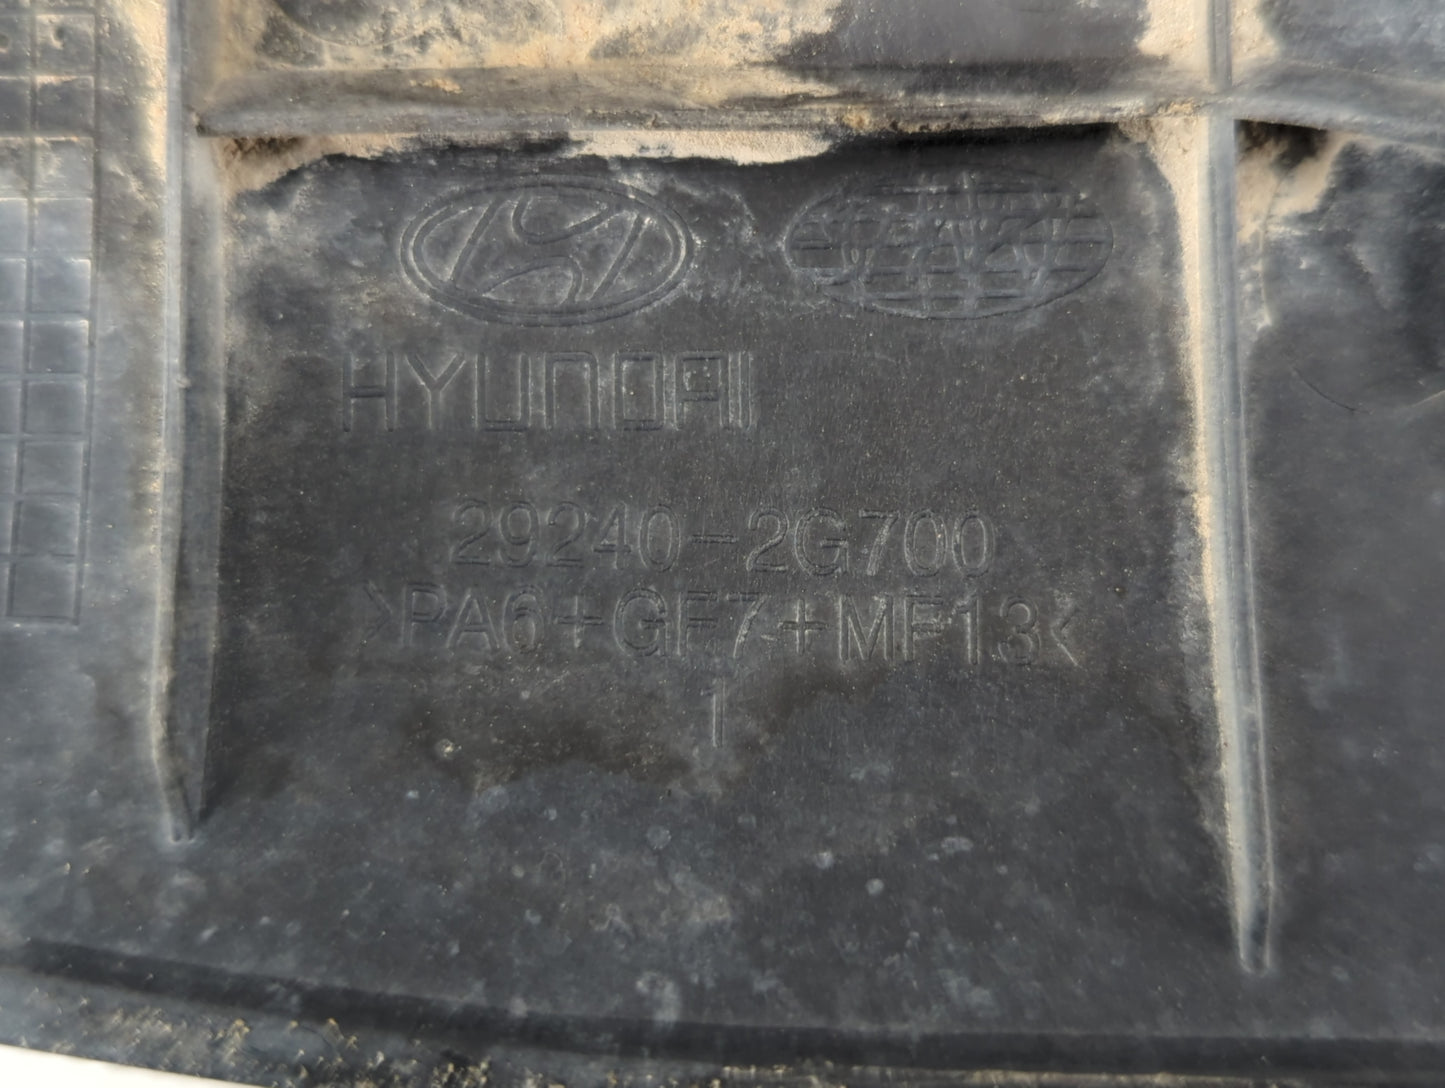 HYUNDAI
29240-2G700
>PA6+GF7+MF13<
1